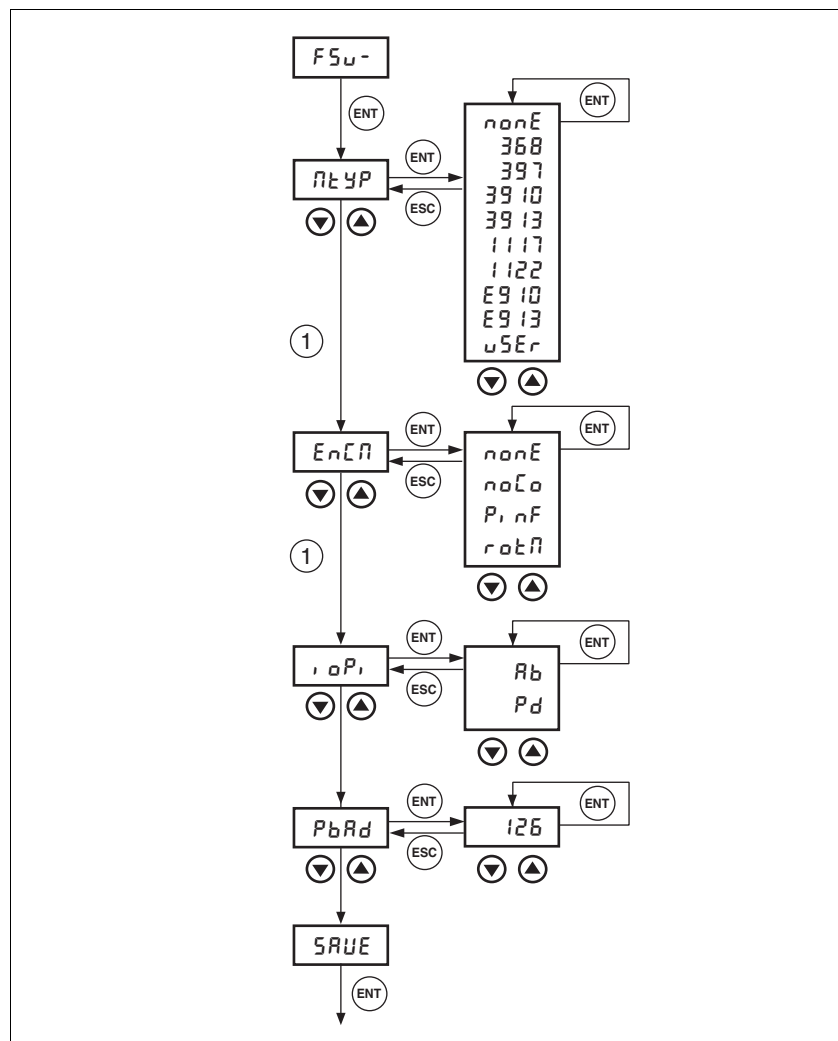 FSu-
ENT
ENT
nonE
368
397
3910
3913
1117
1122
E910
E913
uSEr
ENT
MtYP
ESC
1
ENT
EnCM
ENT
ESC
nonE
noCo
PinF
rotM
1
ENT
ioPi
ENT
ESC
Ab
Pd
ENT
PbAd
ENT
ESC
126
SAUE
ENT